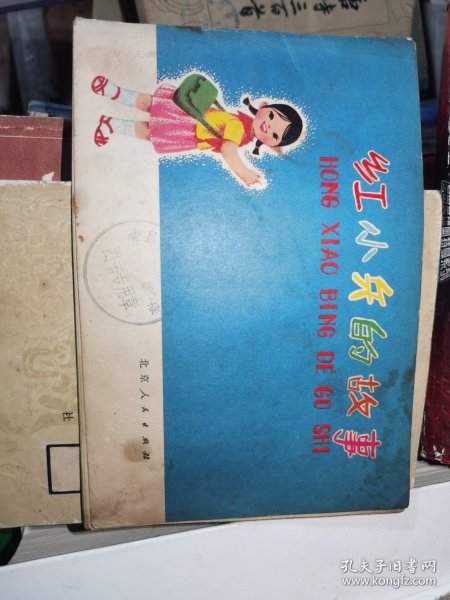 红小兵的故事
HONG XIAO BING DE GU SHI
北京人民出版社
社
孔夫子旧书网
www.kongfz.com